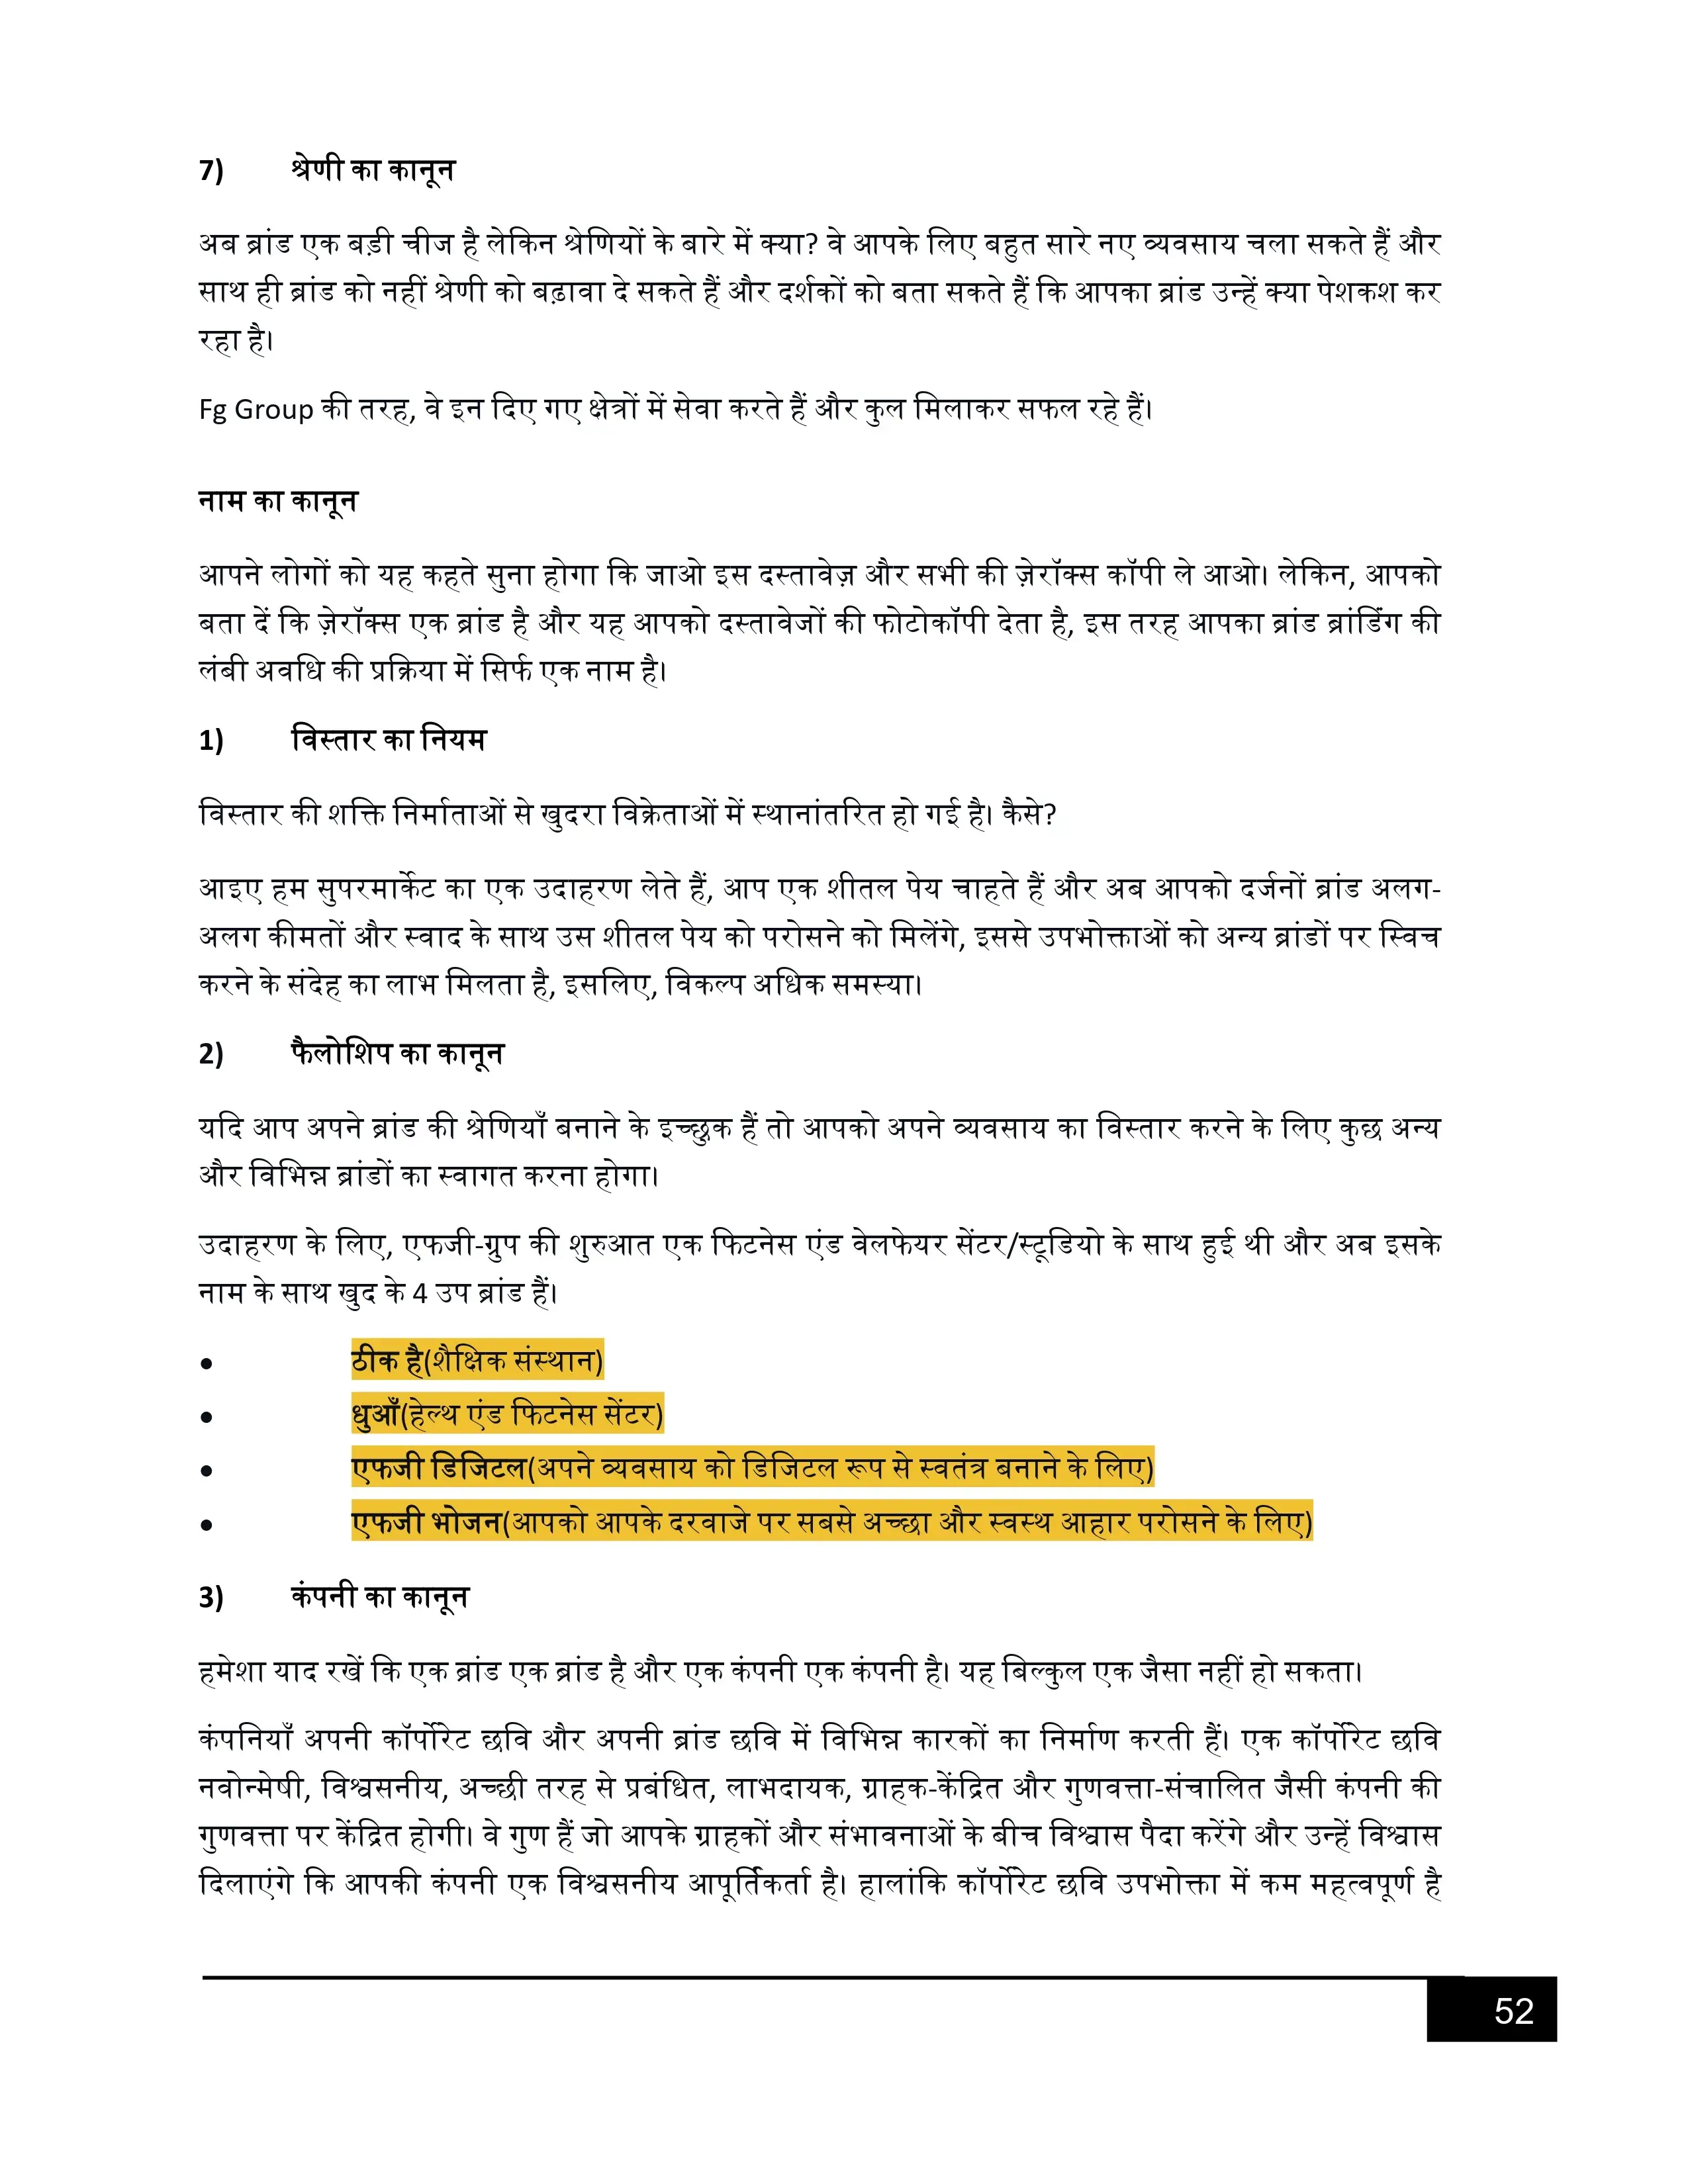 7) श्रेणी का कानून
अब ब्रांड एक बड़ी चीज है लेकिन श्रेणियों के बारे में क्या? वे आपके लिए बहुत सारे नए व्यवसाय चला सकते हैं और
साथ ही ब्रांड को नहीं श्रेणी को बढ़ावा दे सकते हैं और दर्शकों को बता सकते हैं कि आपका ब्रांड उन्हें क्या पेशकश कर
रहा है।
Fg Group की तरह, वे इन दिए गए क्षेत्रों में सेवा करते हैं और कुल मिलाकर सफल रहे हैं।
नाम का कानून
आपने लोगों को यह कहते सुना होगा कि जाओ इस दस्तावेज़ और सभी की ज़ेरॉक्स कॉपी ले आओ। लेकिन, आपको
बता दें कि ज़ेरॉक्स एक ब्रांड है और यह आपको दस्तावेजों की फोटोकॉपी देता है, इस तरह आपका ब्रांड ब्रांडिंग की
लंबी अवधि की प्रक्रिया में सिर्फ एक नाम है।
1) विस्तार का नियम
विस्तार की शक्ति निर्माताओं से खुदरा विक्रेताओं में स्थानांतरित हो गई है। कैसे?
आइए हम सुपरमार्केट का एक उदाहरण लेते हैं, आप एक शीतल पेय चाहते हैं और अब आपको दर्जनों ब्रांड अलग-
अलग कीमतों और स्वाद के साथ उस शीतल पेय को परोसने को मिलेंगे, इससे उपभोक्ताओं को अन्य ब्रांडों पर स्विच
करने के संदेह का लाभ मिलता है, इसलिए, विकल्प अधिक समस्या।
2) फैलोशिप का कानून
यदि आप अपने ब्रांड की श्रेणियाँ बनाने के इच्छुक हैं तो आपको अपने व्यवसाय का विस्तार करने के लिए कुछ अन्य
और विभिन्न ब्रांडों का स्वागत करना होगा।
उदाहरण के लिए, एफजी-ग्रुप की शुरुआत एक फिटनेस एंड वेलफेयर सेंटर/स्टूडियो के साथ हुई थी और अब इसके
नाम के साथ खुद के 4 उप ब्रांड हैं।
• ठीक है(शैक्षिक संस्थान)
• धुआँ(हेल्थ एंड फिटनेस सेंटर)
• एफजी डिजिटल(अपने व्यवसाय को डिजिटल रूप से स्वतंत्र बनाने के लिए)
• एफजी भोजन(आपको आपके दरवाजे पर सबसे अच्छा और स्वस्थ आहार परोसने के लिए)
3) कंपनी का कानून
हमेशा याद रखें कि एक ब्रांड एक ब्रांड है और एक कंपनी एक कंपनी है। यह बिल्कुल एक जैसा नहीं हो सकता।
कंपनियाँ अपनी कॉर्पोरेट छवि और अपनी ब्रांड छवि में विभिन्न कारकों का निर्माण करती हैं। एक कॉर्पोरेट छवि
नवोन्मेषी, विश्वसनीय, अच्छी तरह से प्रबंधित, लाभदायक, ग्राहक-केंद्रित और गुणवत्ता-संचालित जैसी कंपनी की
गुणवत्ता पर केंद्रित होगी। वे गुण हैं जो आपके ग्राहकों और संभावनाओं के बीच विश्वास पैदा करेंगे और उन्हें विश्वास
दिलाएंगे कि आपकी कंपनी एक विश्वसनीय आपूर्तिकर्ता है। हालांकि कॉर्पोरेट छवि उपभोक्ता में कम महत्वपूर्ण है
52